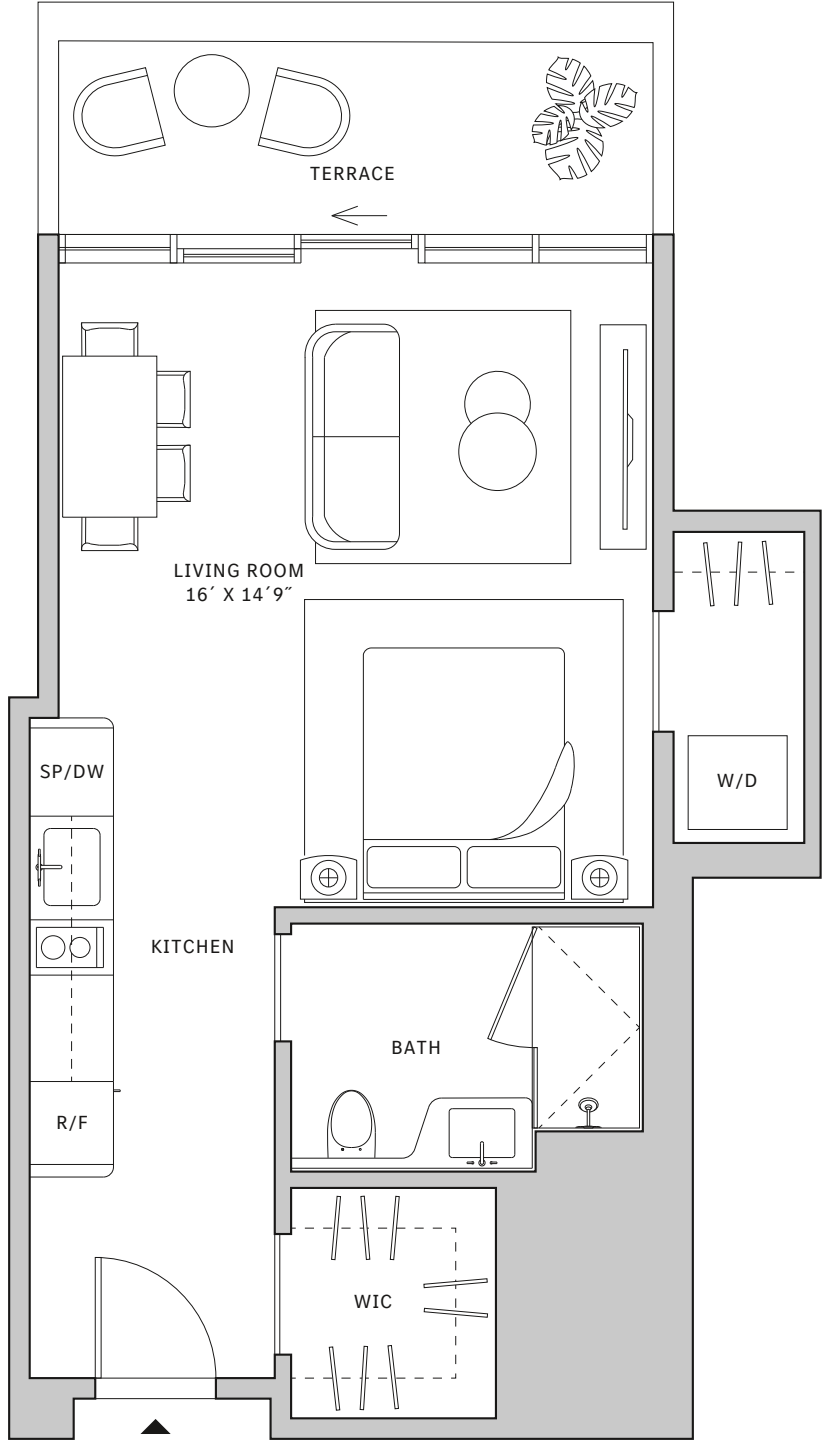 TERRACE
LIVING ROOM
16´ X 14´9˝
SP/DW
W/D
KITCHEN
BATH
R/F
WIC